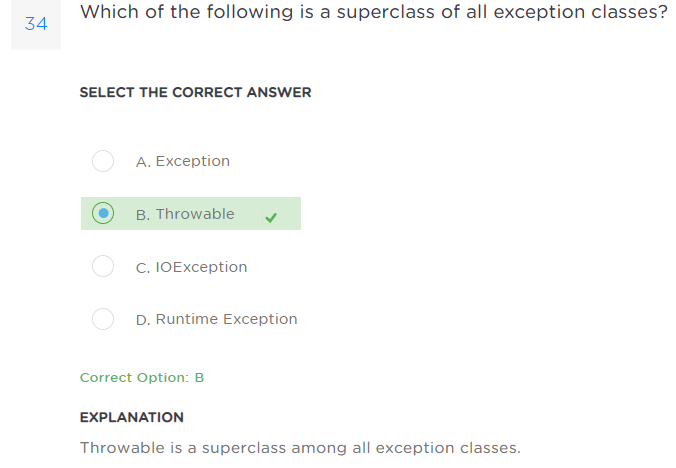 34
Which of the following is a superclass of all exception classes?
SELECT THE CORRECT ANSWER
A. Exception
B. Throwable
C. IOException
D. Runtime Exception
Correct Option: B
EXPLANATION
Throwable is a superclass among all exception classes.